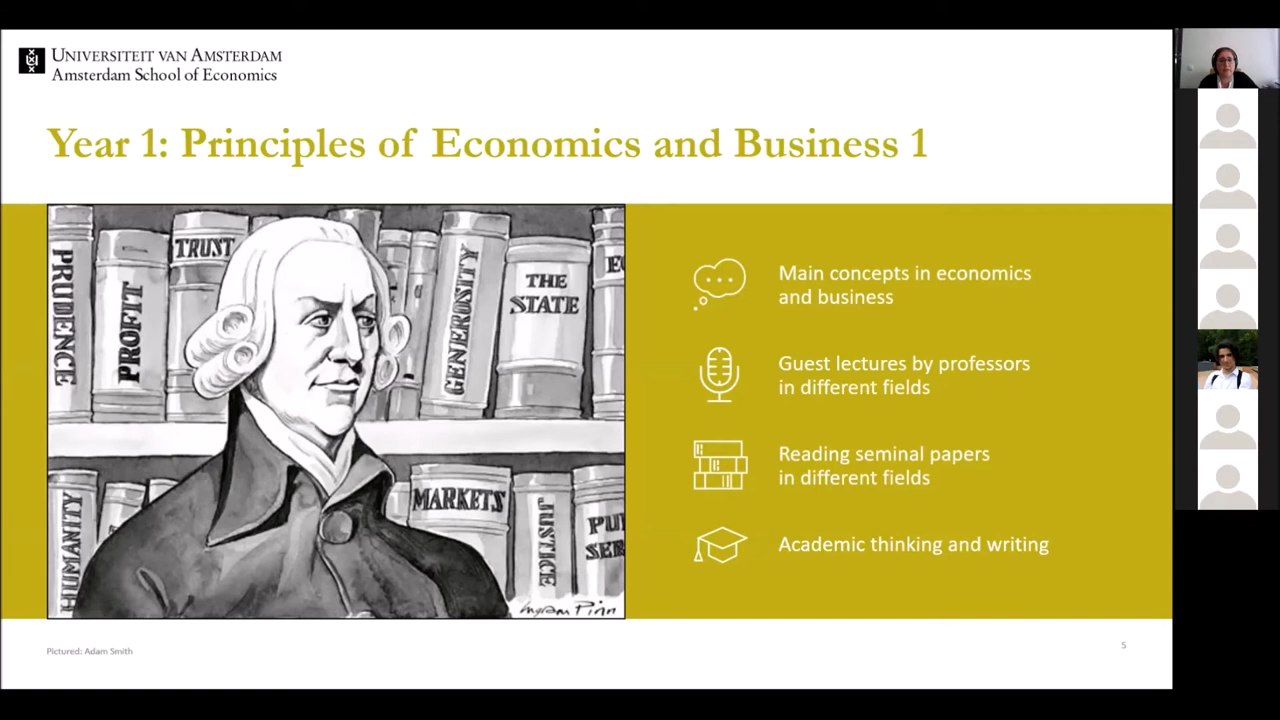 UNIVERSITEIT VAN AMSTERDAM
Amsterdam School of Economics
Year 1: Principles of Economics and Business 1
PRUDENCE
PROFIT
TRUST
GENEROSITY
THE
STATE
HUMANITY
MARKETS
JUSTICE
Ingram Pinn
Main concepts in economics
and business
Guest lectures by professors
in different fields
Reading seminal papers
in different fields
Academic thinking and writing
Pictured: Adam Smith
5